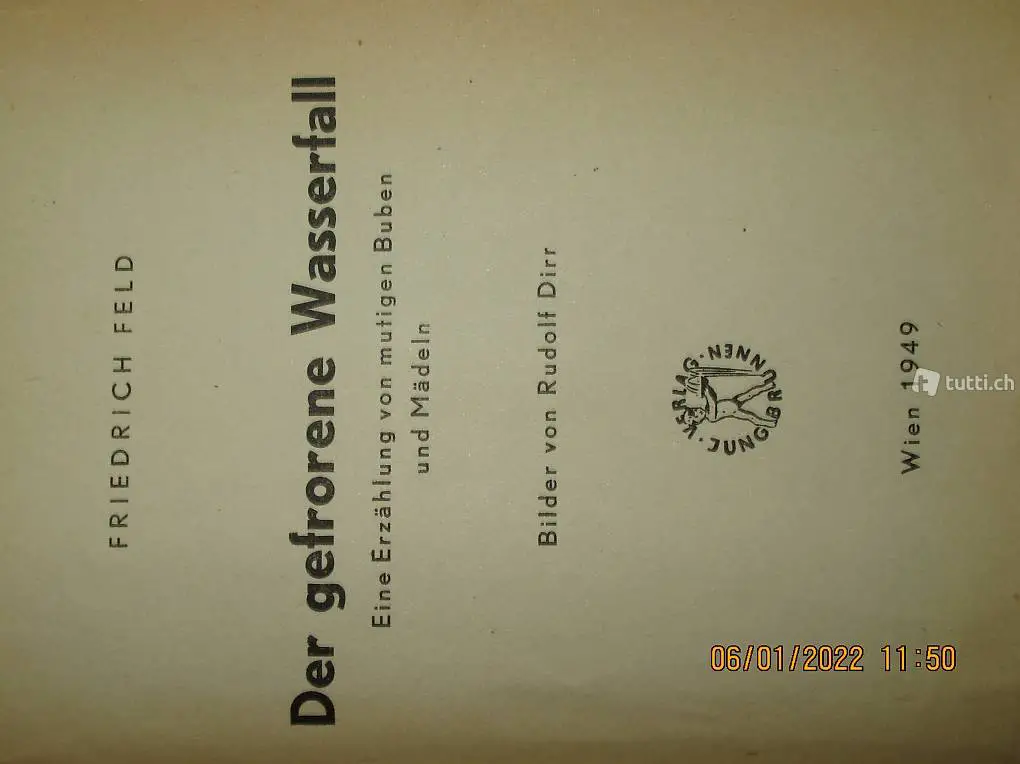 FRIEDRICH FELD
Der gefrorene Wasserfall
Eine Erzählung von mutigen Buben
und Mädeln
Bilder von Rudolf Dirr
VERLAG · JUNGBRUNNEN ·
Wien 1949
tutti.ch
06/01/2022 11:50